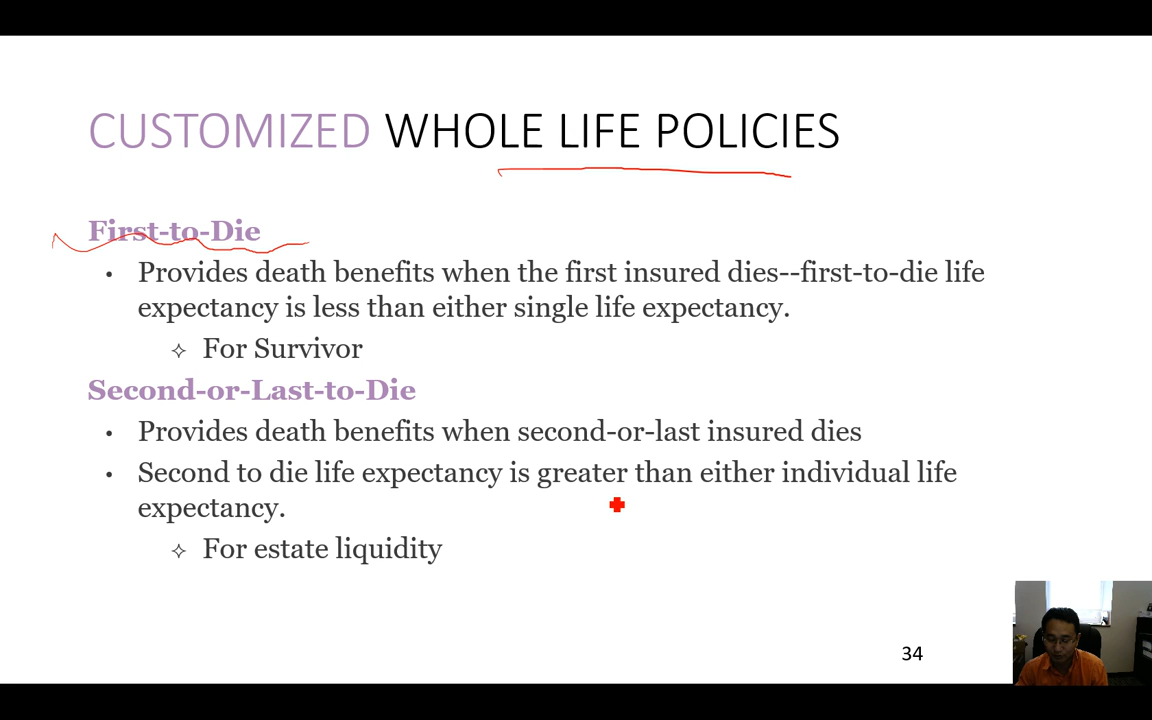 CUSTOMIZED WHOLE LIFE POLICIES
First-to-Die
• Provides death benefits when the first insured dies--first-to-die life
expectancy is less than either single life expectancy.
✧ For Survivor
Second-or-Last-to-Die
• Provides death benefits when second-or-last insured dies
• Second to die life expectancy is greater than either individual life
expectancy.
✧ For estate liquidity
34